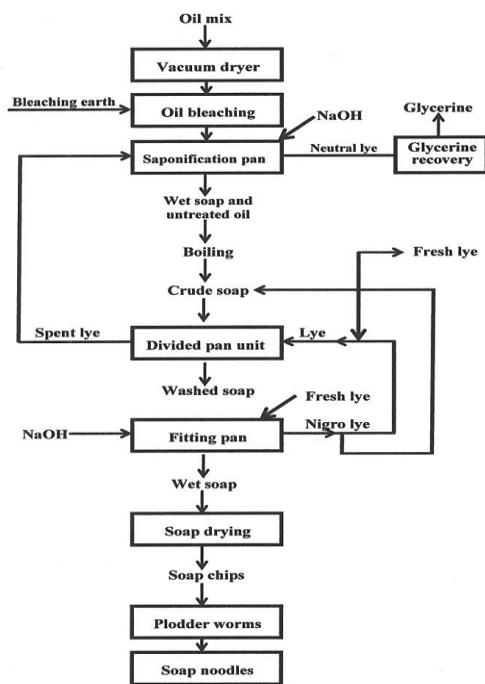 Oil mix
Vacuum dryer
Bleaching earth
Oil bleaching
NaOH
Glycerine
Saponification pan
Neutral lye
Glycerine
recovery
Wet soap and
untreated oil
Boiling
Fresh lye
Crude soap
Spent lye
Divided pan unit
Lye
Washed soap
Fresh lye
NaOH
Fitting pan
Nigro lye
Wet soap
Soap drying
Soap chips
Plodder worms
Soap noodles